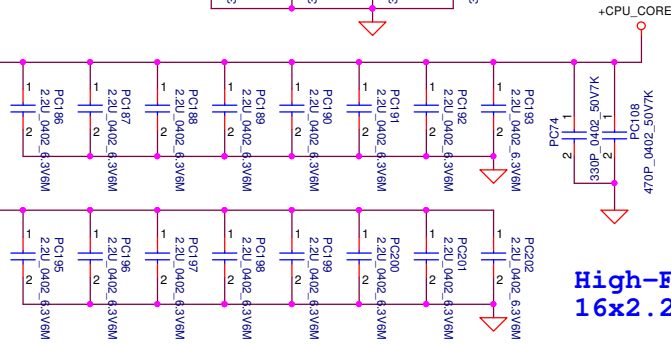 +CPU_CORE
1
2
PC186
2.2U_0402_6.3V6M
1
2
PC187
2.2U_0402_6.3V6M
1
2
PC188
2.2U_0402_6.3V6M
1
2
PC189
2.2U_0402_6.3V6M
1
2
PC190
2.2U_0402_6.3V6M
1
2
PC191
2.2U_0402_6.3V6M
1
2
PC192
2.2U_0402_6.3V6M
1
2
PC193
2.2U_0402_6.3V6M
1
2
PC74
330P_0402_50V7K
1
2
PC108
470P_0402_50V7K
1
2
PC195
2.2U_0402_6.3V6M
1
2
PC196
2.2U_0402_6.3V6M
1
2
PC197
2.2U_0402_6.3V6M
1
2
PC198
2.2U_0402_6.3V6M
1
2
PC199
2.2U_0402_6.3V6M
1
2
PC200
2.2U_0402_6.3V6M
1
2
PC201
2.2U_0402_6.3V6M
1
2
PC202
2.2U_0402_6.3V6M
High-F
16x2.2